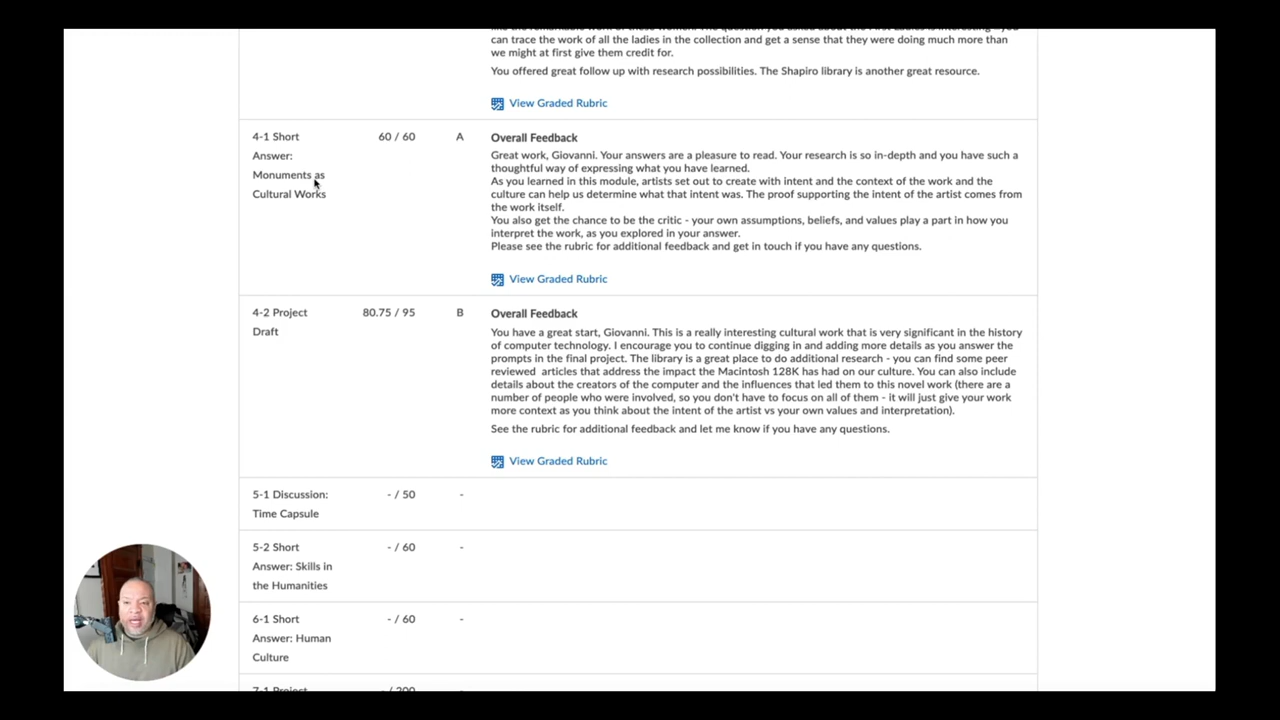 can trace the work of all the ladies in the collection and get a sense that they were doing much more than
we might at first give them credit for.
You offered great follow up with research possibilities. The Shapiro library is another great resource.
View Graded Rubric
4-1 Short
Answer:
Monuments as
Cultural Works
60 / 60
A
Overall Feedback
Great work, Giovanni. Your answers are a pleasure to read. Your research is so in-depth and you have such a
thoughtful way of expressing what you have learned.
As you learned in this module, artists set out to create with intent and the context of the work and the
culture can help us determine what that intent was. The proof supporting the intent of the artist comes from
the work itself.
You also get the chance to be the critic - your own assumptions, beliefs, and values play a part in how you
interpret the work, as you explored in your answer.
Please see the rubric for additional feedback and get in touch if you have any questions.
View Graded Rubric
4-2 Project
Draft
80.75 / 95
B
Overall Feedback
You have a great start, Giovanni. This is a really interesting cultural work that is very significant in the history
of computer technology. I encourage you to continue digging in and adding more details as you answer the
prompts in the final project. The library is a great place to do additional research - you can find some peer
reviewed  articles that address the impact the Macintosh 128K has had on our culture. You can also include
details about the creators of the computer and the influences that led them to this novel work (there are a
number of people who were involved, so you don't have to focus on all of them - it will just give your work
more context as you think about the intent of the artist vs your own values and interpretation).
See the rubric for additional feedback and let me know if you have any questions.
View Graded Rubric
5-1 Discussion:
Time Capsule
- / 50
-
5-2 Short
Answer: Skills in
the Humanities
- / 60
-
6-1 Short
Answer: Human
Culture
- / 60
-
7-1 Project
- / 200